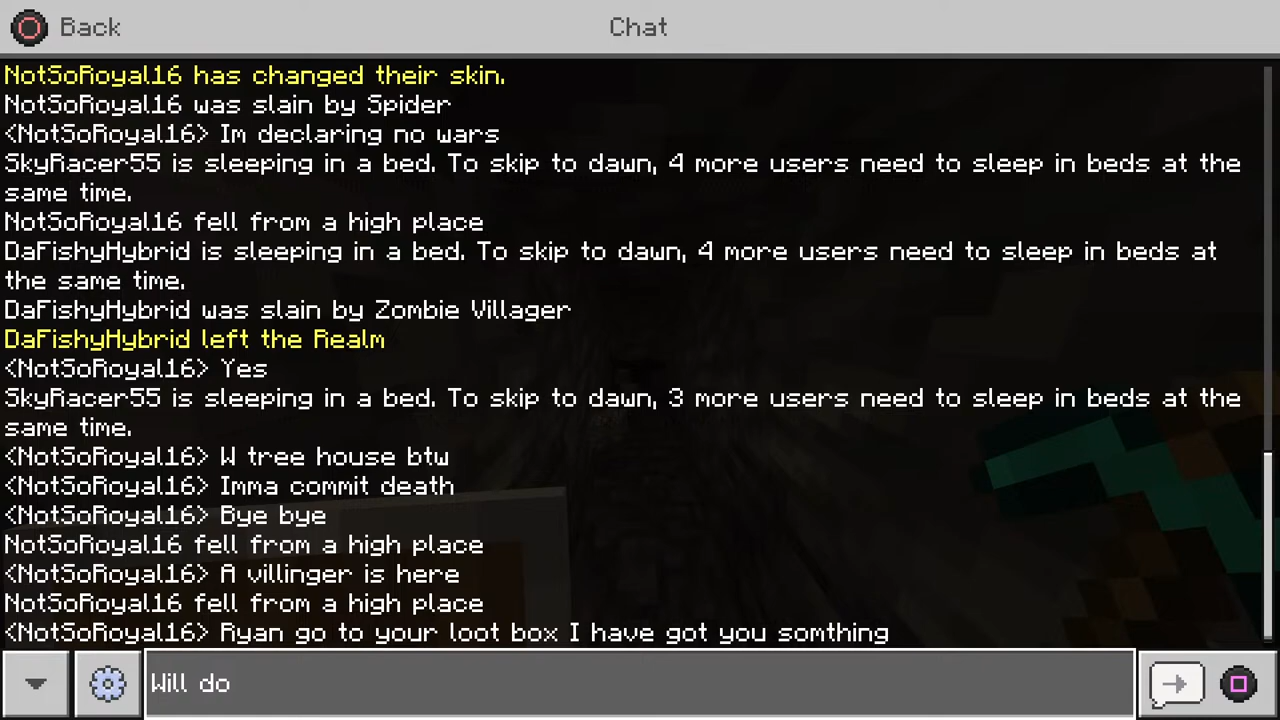 Back
Chat
NotSoRoyal16 has changed their skin.
NotSoRoyal16 was slain by Spider
<NotSoRoyal16> Im declaring no wars
SkyRacer55 is sleeping in a bed. To skip to dawn, 4 more users need to sleep in beds at the
same time.
NotSoRoyal16 fell from a high place
DaFishyHybrid is sleeping in a bed. To skip to dawn, 4 more users need to sleep in beds at
the same time.
DaFishyHybrid was slain by Zombie Villager
DaFishyHybrid left the Realm
<NotSoRoyal16> Yes
SkyRacer55 is sleeping in a bed. To skip to dawn, 3 more users need to sleep in beds at the
same time.
<NotSoRoyal16> W tree house btw
<NotSoRoyal16> Imma commit death
<NotSoRoyal16> Bye bye
NotSoRoyal16 fell from a high place
<NotSoRoyal16> A villinger is here
NotSoRoyal16 fell from a high place
<NotSoRoyal16> Ryan go to your loot box I have got you somthing
Will do